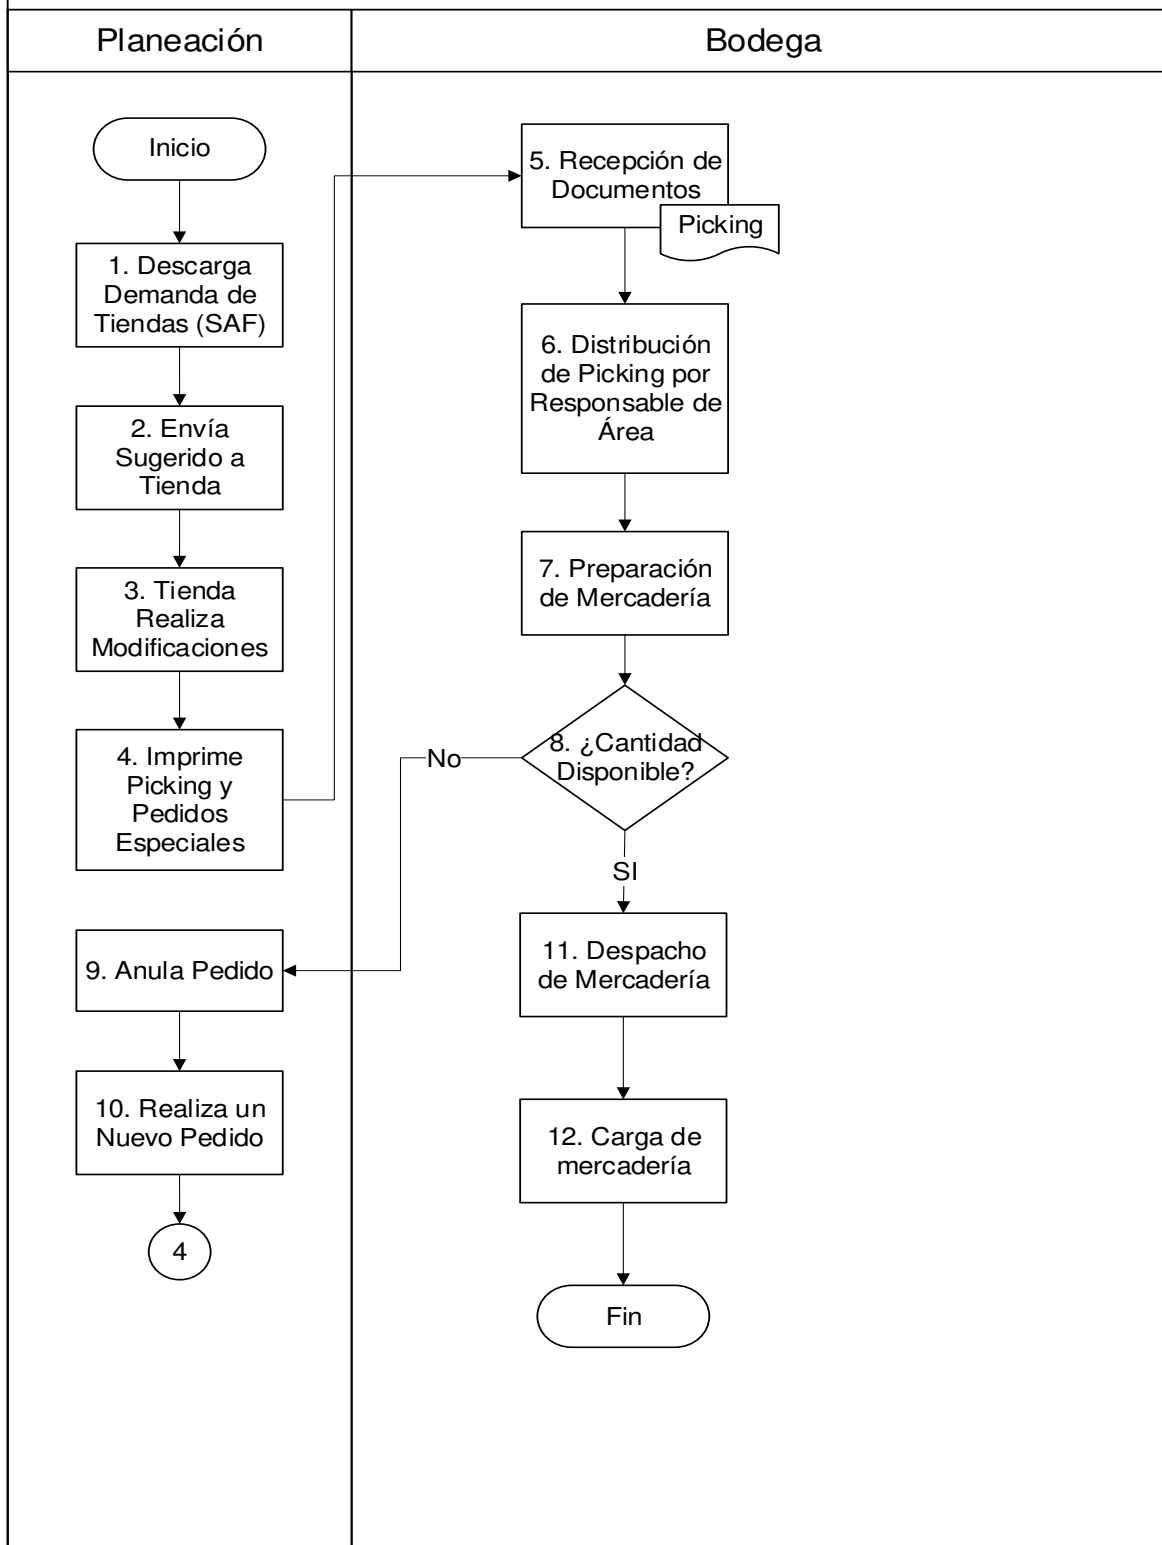 Planeación
Bodega
Inicio
1. Descarga
Demanda de
Tiendas (SAF)
2. Envía
Sugerido a
Tienda
3. Tienda
Realiza
Modificaciones
4. Imprime
Picking y
Pedidos
Especiales
9. Anula Pedido
10. Realiza un
Nuevo Pedido
4
5. Recepción de
Documentos
Picking
6. Distribución
de Picking por
Responsable de
Área
7. Preparación
de Mercadería
8. ¿Cantidad
Disponible?
No
SI
11. Despacho
de Mercadería
12. Carga de
mercadería
Fin